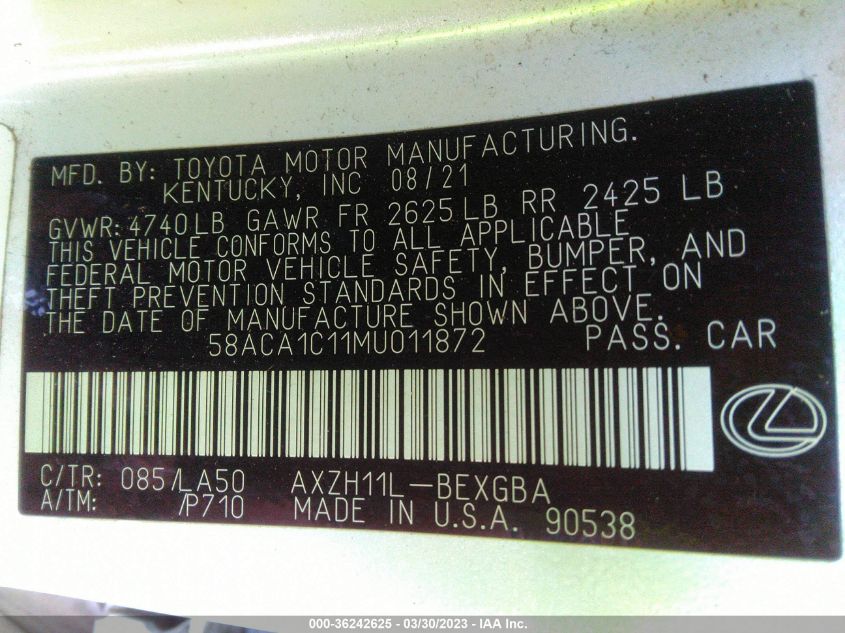 MFD. BY: TOYOTA MOTOR MANUFACTURING.
KENTUCKY, INC 08/21
GVWR: 4740LB GAWR FR 2625LB RR 2425 LB
THIS VEHICLE CONFORMS TO ALL APPLICABLE
FEDERAL MOTOR VEHICLE SAFETY, BUMPER, AND
THEFT PREVENTION STANDARDS IN EFFECT ON
THE DATE OF MANUFACTURE SHOWN ABOVE.
58ACA1C11MU011872 PASS. CAR
C/TR: 085/LA50 AXZH11L-BEXGBA
A/TM: /P710 MADE IN U.S.A. 90538
000-36242625 - 03/30/2023 - IAA Inc.